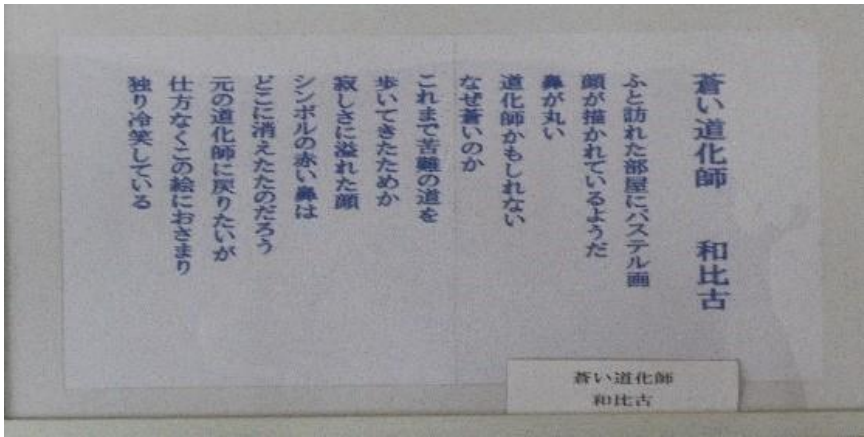 蒼い道化師　和比古
ふと訪れた部屋にパステル画
顔が描かれているようだ
鼻が丸い
道化師かもしれない
なぜ蒼いのか
これまで苦難の道を
歩いてきたためか
寂しさに溢れた顔
シンボルの赤い鼻は
どこに消えたたのだろう
元の道化師に戻りたいが
仕方なくこの絵におさまり
独り冷笑している
蒼い道化師
和比古